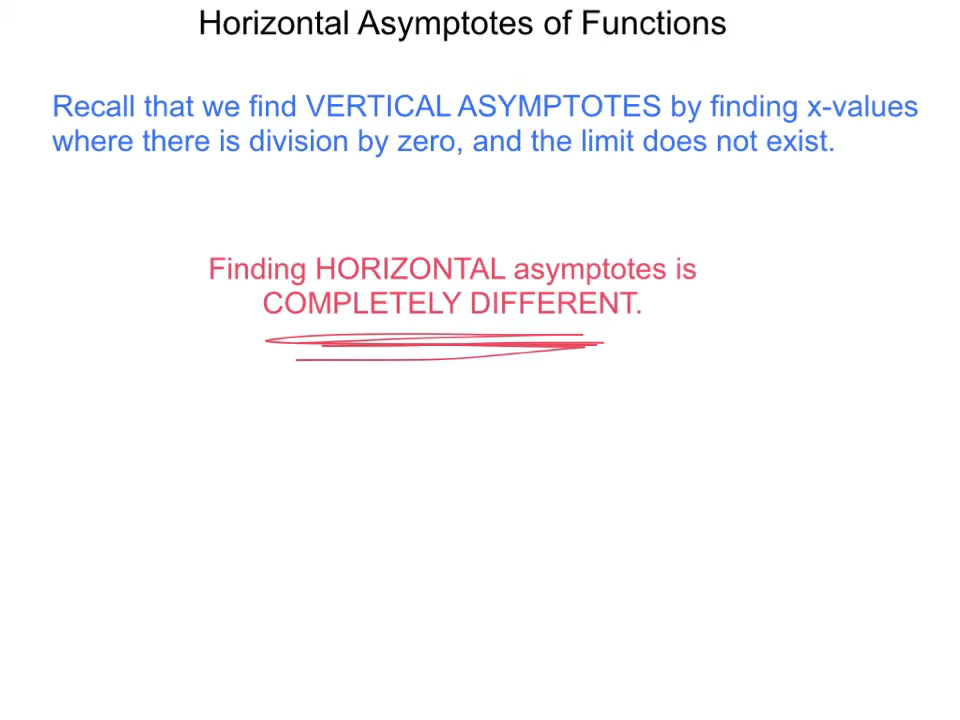 Horizontal Asymptotes of Functions
Recall that we find VERTICAL ASYMPTOTES by finding x-values
where there is division by zero, and the limit does not exist.
Finding HORIZONTAL asymptotes is
COMPLETELY DIFFERENT.